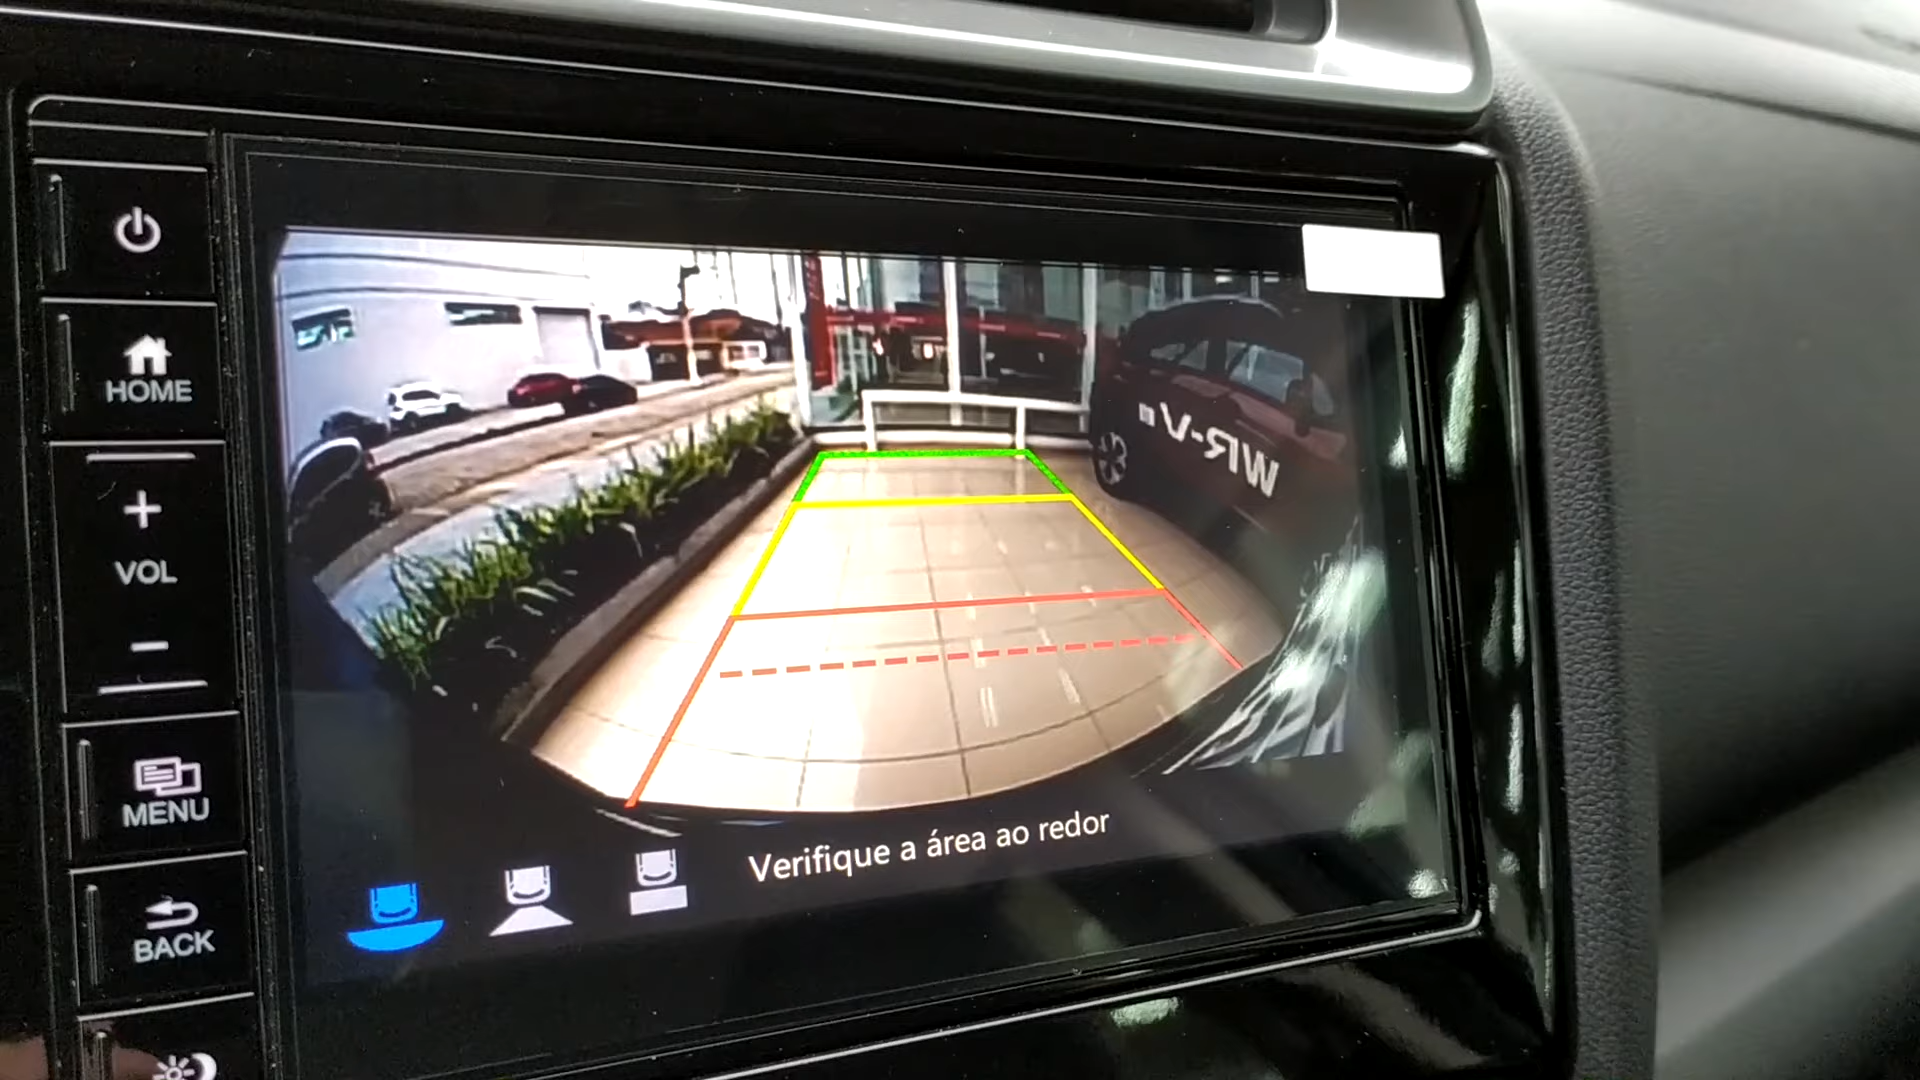 HOME
+
VOL
-
MENU
BACK
WR-V
Verifique a área ao redor